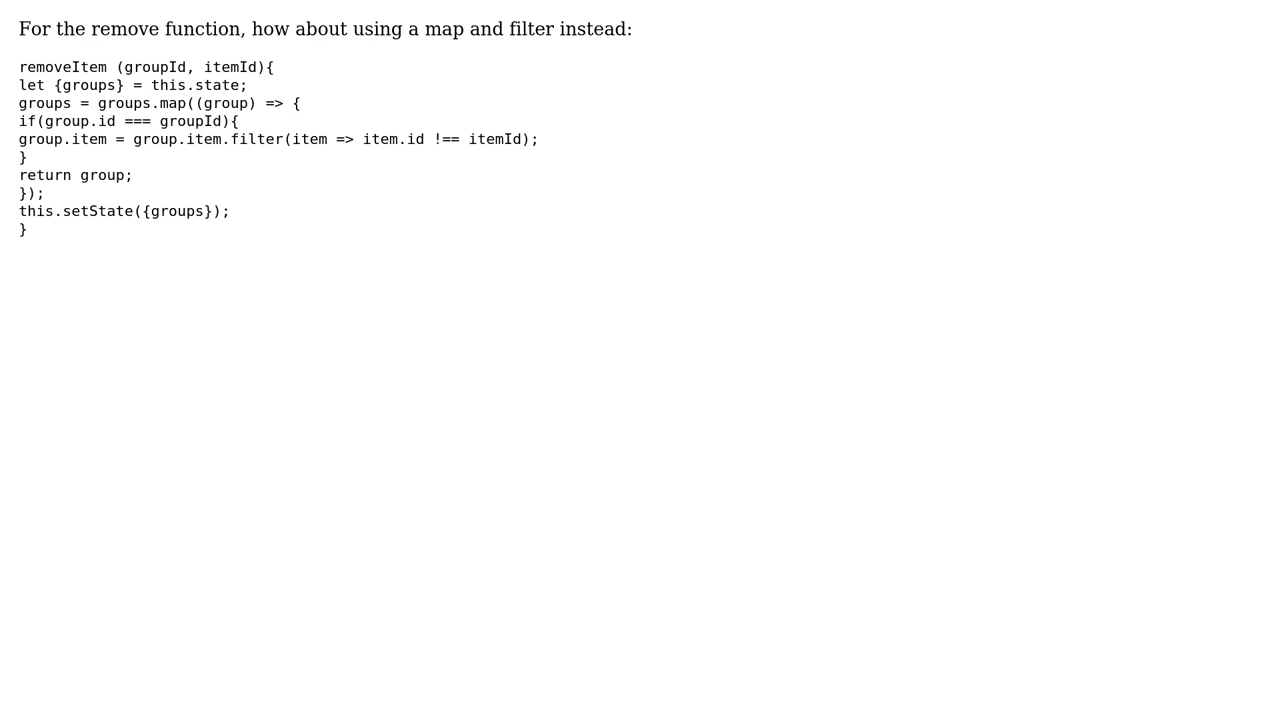 For the remove function, how about using a map and filter instead:
removeItem (groupId, itemId){
let {groups} = this.state;
groups = groups.map((group) => {
if(group.id === groupId){
group.item = group.item.filter(item => item.id !== itemId);
}
return group;
});
this.setState({groups});
}